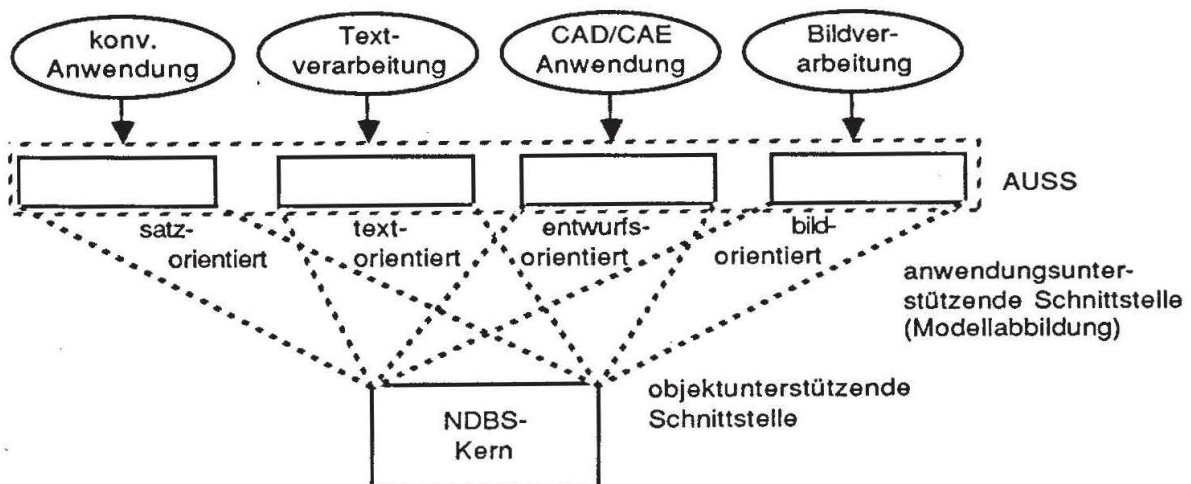 konv.
Anwendung
Text-
verarbeitung
CAD/CAE
Anwendung
Bildver-
arbeitung
AUSS
satz-
orientiert
text-
orientiert
entwurfs-
orientiert
bild-
orientiert
anwendungsunter-
stützende Schnittstelle
(Modellabbildung)
objektunterstützende
Schnittstelle
NDBS-
Kern